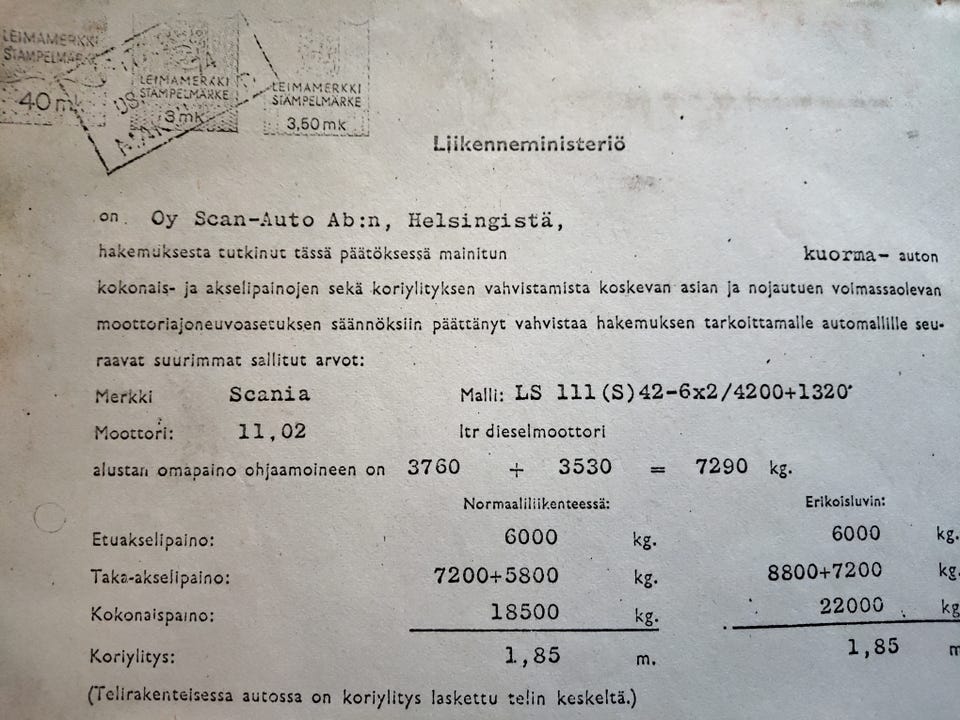 LEIMAMERKKI
STÄMPELMÄRKE
40 mk
LEIMAMERKKI
STÄMPELMÄRKE
3 mk
LEIMAMERKKI
STÄMPELMÄRKE
3,50 mk
Liikenneministeriö
on Oy Scan-Auto Ab:n, Helsingistä,
hakemuksesta tutkinut tässä päätöksessä mainitun kuorma- auton
kokonais- ja akselipainojen sekä koriylityksen vahvistamista koskevan asian ja nojautuen voimassaolevan
moottoriajoneuvoasetuksen säännöksiin päättänyt vahvistaa hakemuksen tarkoittamalle automallille seu-
raavat suurimmat sallitut arvot:
Merkki Scania Malli: LS 111(S)42-6x2/4200+1320
Moottori: 11,02 ltr dieselmoottori
alustan omapaino ohjaamoineen on 3760 + 3530 = 7290 kg.
Normaaliliikenteessä: Erikoisluvin:
Etuakselipaino: 6000 kg. 6000 kg.
Taka-akselipaino: 7200+5800 kg. 8800+7200 kg.
Kokonaispaino: 18500 kg. 22000 kg
Koriylitys: 1,85 m. 1,85 m
(Telirakenteisessa autossa on koriylitys laskettu telin keskeltä.)